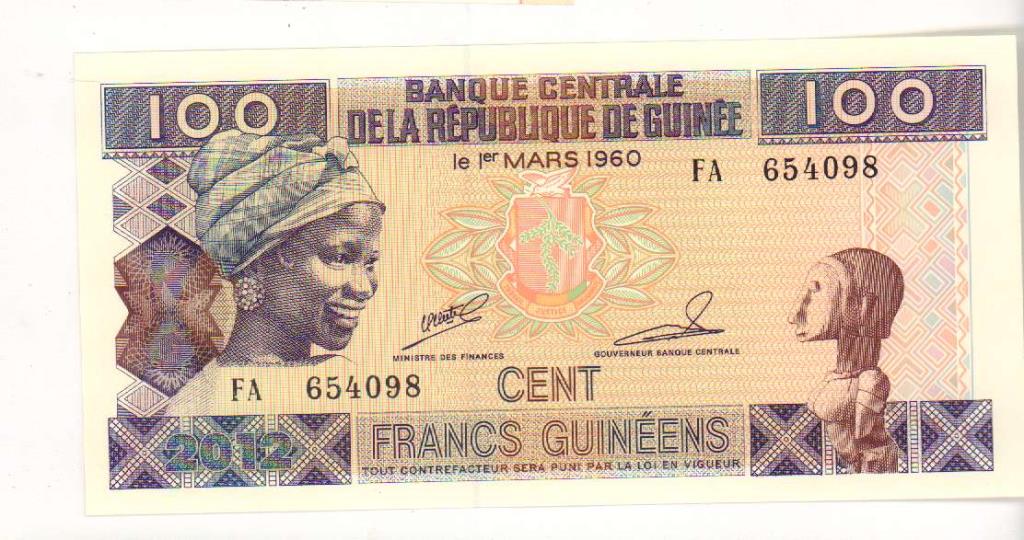 100
BANQUE CENTRALE
100
DE LA RÉPUBLIQUE DE GUINÉE
le 1er MARS 1960
FA 654098
JUSTICE
MINISTRE DES FINANCES
GOUVERNEUR BANQUE CENTRALE
FA 654098
CENT
2012
FRANCS GUINÉENS
TOUT CONTREFACTEUR SERA PUNI PAR LA LOI EN VIGUEUR